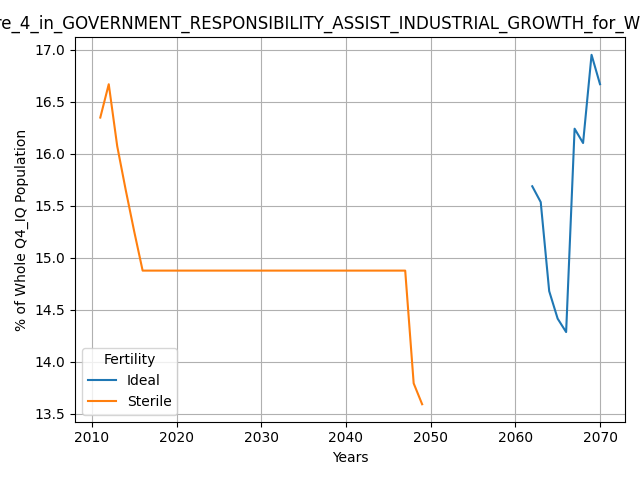 re_4_in_GOVERNMENT_RESPONSIBILITY_ASSIST_INDUSTRIAL_GROWTH_for_W
17.0
16.5
16.0
15.5
15.0
14.5
14.0
13.5
% of Whole Q4_IQ Population
Fertility
Ideal
Sterile
2010 2020 2030 2040 2050 2060 2070
Years